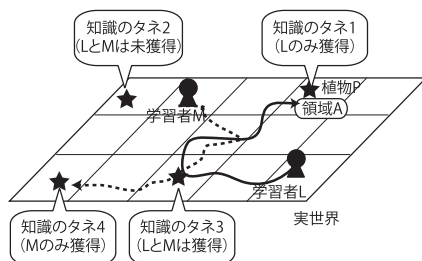 知識のタネ2
(LとMは未獲得)
知識のタネ1
(Lのみ獲得)
植物P
領域A
学習者M
学習者L
知識のタネ4
(Mのみ獲得)
知識のタネ3
(LとMは獲得)
実世界